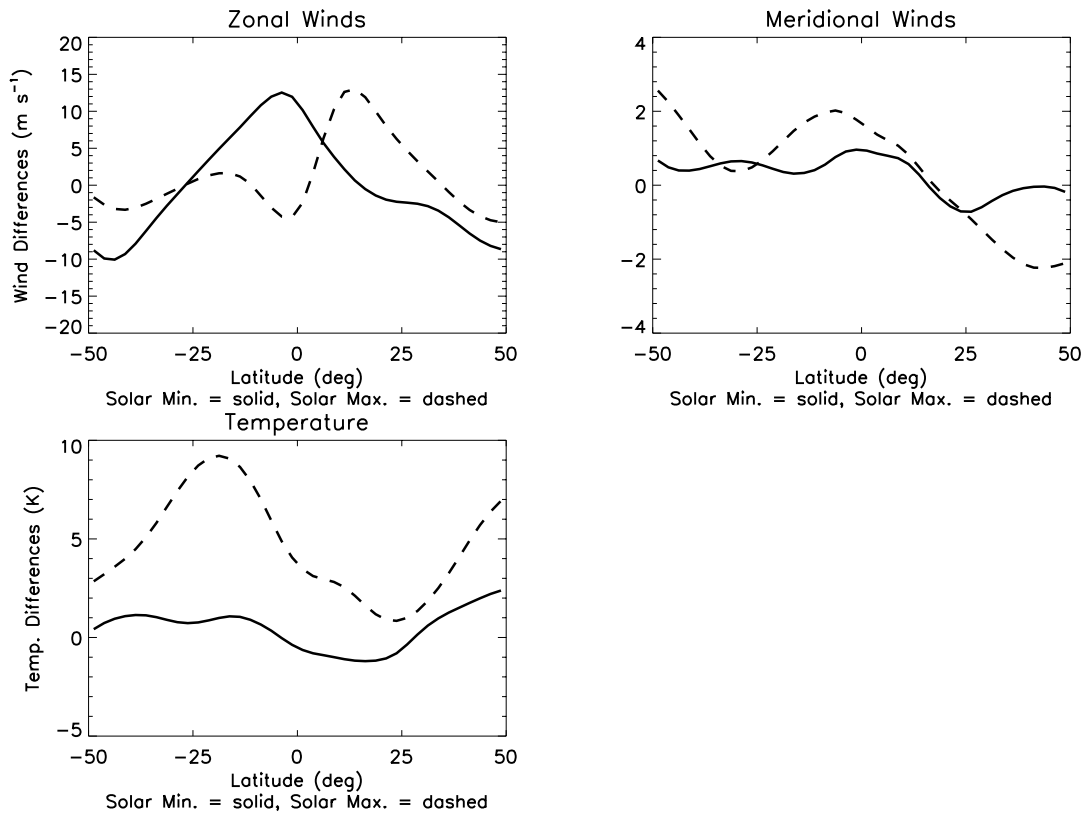 Zonal Winds
20
15
10
5
0
-5
-10
-15
-20
Wind Differences (m s⁻¹)
-50 -25 0 25 50
Latitude (deg)
Solar Min. = solid, Solar Max. = dashed
Meridional Winds
4
2
0
-2
-4
-50 -25 0 25 50
Latitude (deg)
Solar Min. = solid, Solar Max. = dashed
Temperature
10
5
0
-5
Temp. Differences (K)
-50 -25 0 25 50
Latitude (deg)
Solar Min. = solid, Solar Max. = dashed